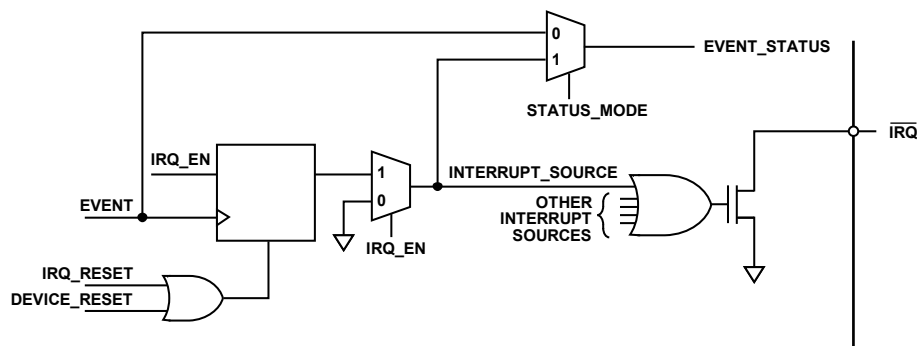 0
EVENT_STATUS
1
STATUS_MODE
IRQ
IRQ_EN
1
INTERRUPT_SOURCE
0
OTHER
INTERRUPT
SOURCES
EVENT
IRQ_EN
IRQ_RESET
DEVICE_RESET